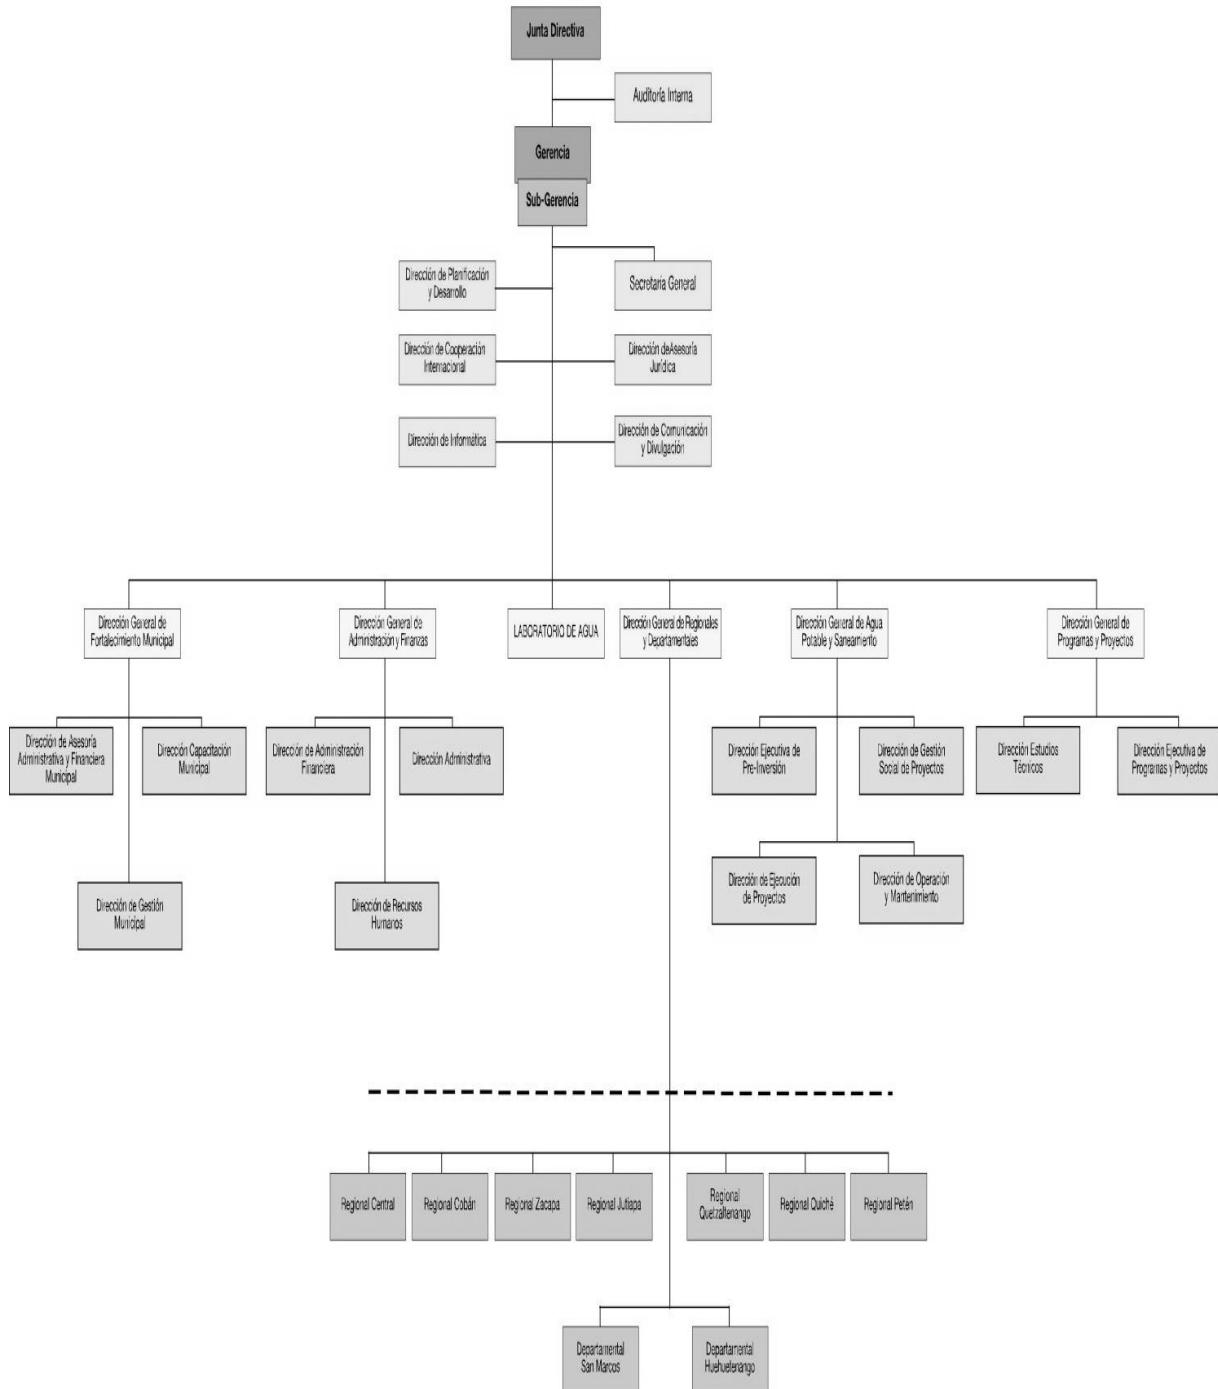 Junta Directiva
Auditoría Interna
Gerencia
Sub-Gerencia
Dirección de Planificación
y Desarrollo
Secretaría General
Dirección de Cooperación
Internacional
Dirección deAsesoría
Jurídica
Dirección de Informática
Dirección de Comunicación
y Divulgación
Dirección General de
Fortalecimiento Municipal
Dirección General de
Administración y Finanzas
LABORATORIO DE AGUA
Dirección General de Regionales
y Departamentales
Dirección General de Agua
Potable y Saneamiento
Dirección General de
Programas y Proyectos
Dirección de Asesoría
Administrativa y Financiera
Municipal
Dirección Capacitación
Municipal
Dirección de Administración
Financiera
Dirección Administrativa
Dirección Ejecutiva de
Pre-Inversión
Dirección de Gestión
Social de Proyectos
Dirección Estudios
Técnicos
Dirección Ejecutiva de
Programas y Proyectos
Dirección de Gestión
Municipal
Dirección de Recursos
Humanos
Dirección de Ejecución
de Proyectos
Dirección de Operación
y Mantenimiento
Regional Central
Regional Cobán
Regional Zacapa
Regional Jutiapa
Regional
Quetzaltenango
Regional Quiché
Regional Petén
Departamental
San Marcos
Departamental
Huehuetenango